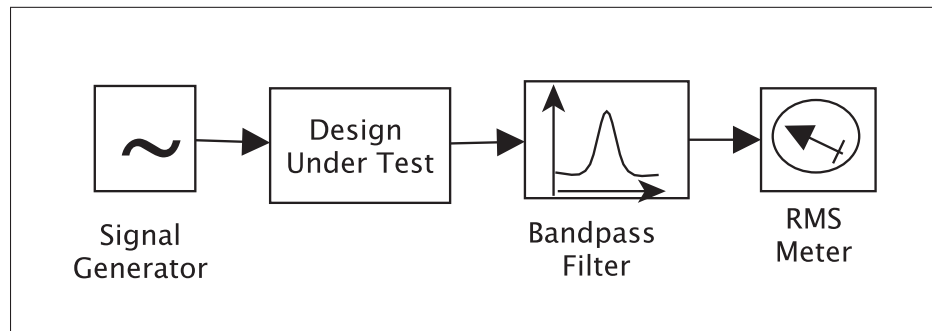 ~
Design
Under Test
Signal
Generator
Bandpass
Filter
RMS
Meter